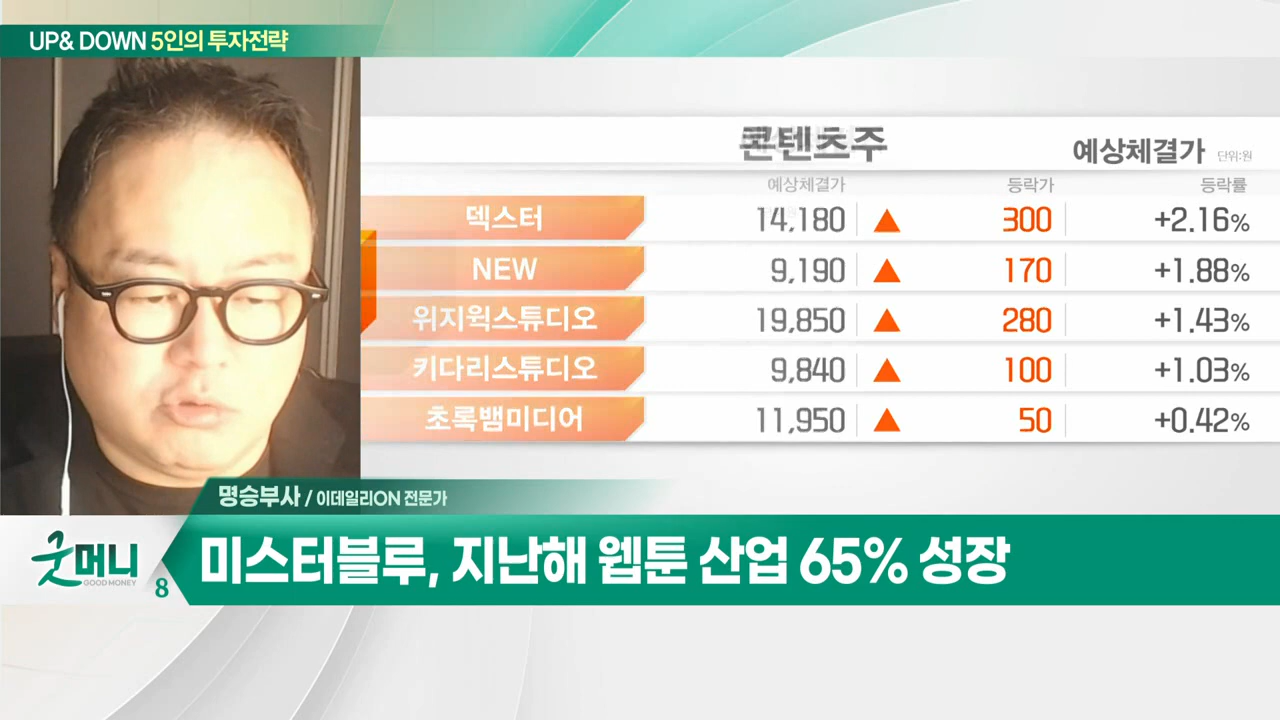 UP& DOWN 5인의 투자전략
콘텐츠주
예상체결가 단위:원
예상체결가 등락가 등락률
덱스터 14,180 ▲ 300 +2.16%
NEW 9,190 ▲ 170 +1.88%
위지윅스튜디오 19,850 ▲ 280 +1.43%
키다리스튜디오 9,840 ▲ 100 +1.03%
초록뱀미디어 11,950 ▲ 50 +0.42%
명승부사 / 이데일리ON 전문가
굿머니
GOOD MONEY
8
미스터블루, 지난해 웹툰 산업 65% 성장